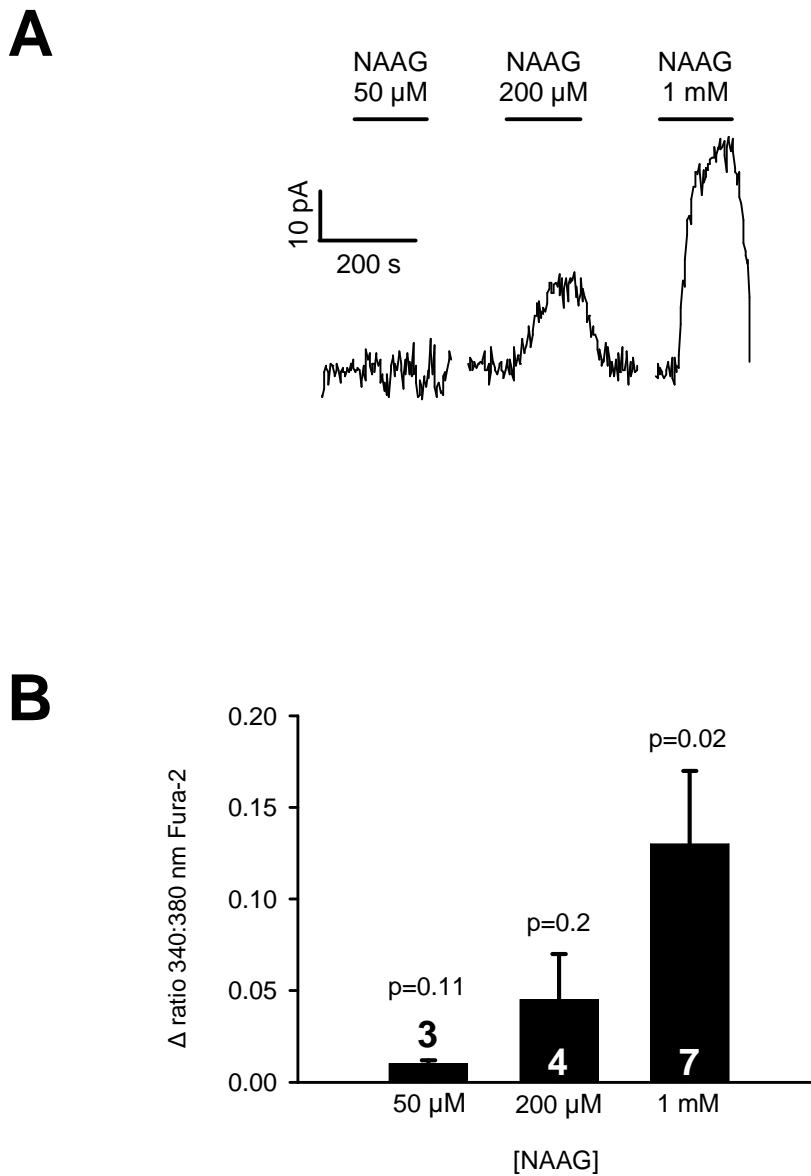 A
NAAG NAAG NAAG
50 µM 200 µM 1 mM
10 pA
200 s
B
Δ ratio 340:380 nm Fura-2
0.20
0.15
0.10
0.05
0.00
p=0.11
p=0.2
p=0.02
3
4
7
50 µM 200 µM 1 mM
[NAAG]